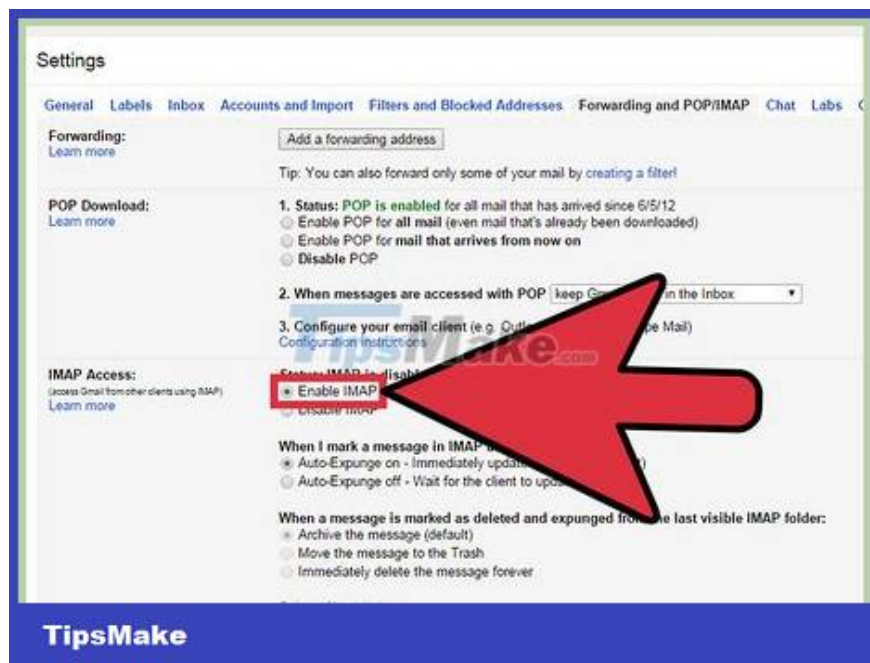 Settings
General Labels Inbox Accounts and Import Filters and Blocked Addresses Forwarding and POP/IMAP Chat Labs
Forwarding:
Add a forwarding address
Learn more
Tip: You can also forward only some of your mail by creating a filter!
POP Download:
1. Status: POP is enabled for all mail that has arrived since 6/5/12
Learn more
Enable POP for all mail (even mail that's already been downloaded)
Enable POP for mail that arrives from now on
Disable POP
2. When messages are accessed with POP keep in the Inbox
3. Configure your email client (e.g. Mail)
Configuration instructions
TipsMake.com
IMAP Access:
Status: IMAP is
(access Gmail from other clients using IMAP)
Enable IMAP
Learn more
Disable IMAP
When I mark a message in IMAP
Auto-Expunge on - Immediately
Auto-Expunge off - Wait for the client to
When a message is marked as deleted and expunged from the last visible IMAP folder:
Archive the message (default)
Move the message to the Trash
Immediately delete the message forever
TipsMake